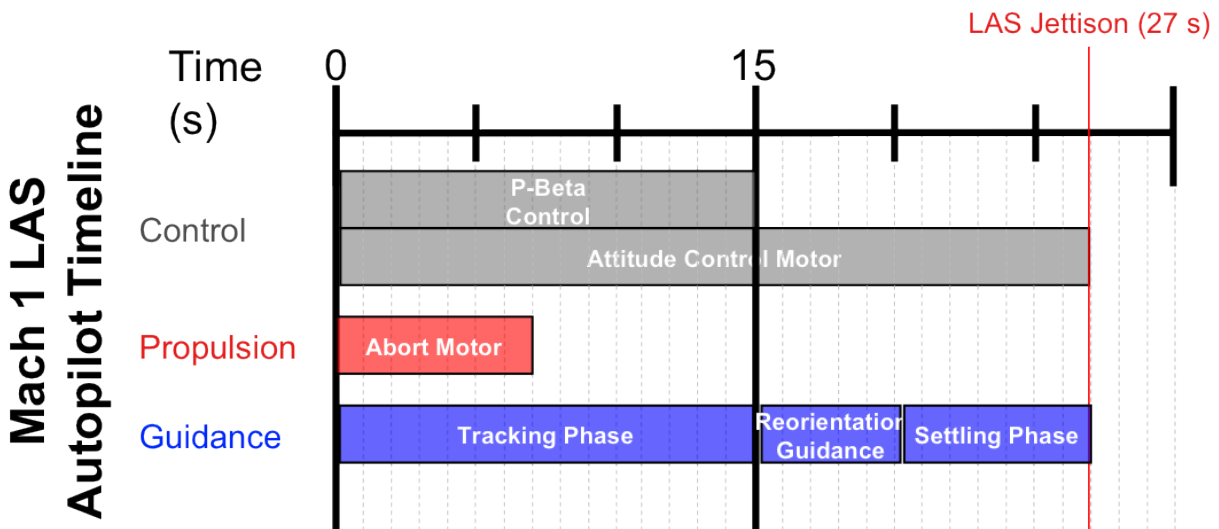 LAS Jettison (27 s)
Time
(s)
0
15
Mach 1 LAS
Autopilot Timeline
Control
P-Beta
Control
Attitude Control Motor
Propulsion
Abort Motor
Guidance
Tracking Phase
Reorientation
Guidance
Settling Phase